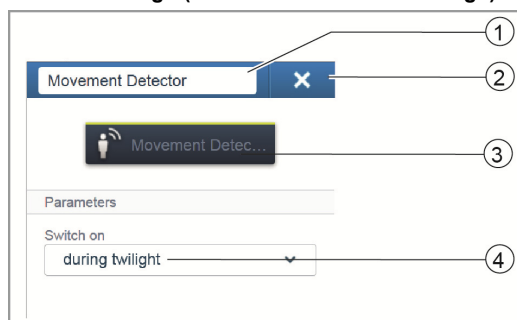 1
Movement Detector
2
Movement Detec...
3
Parameters
Switch on
during twilight
4